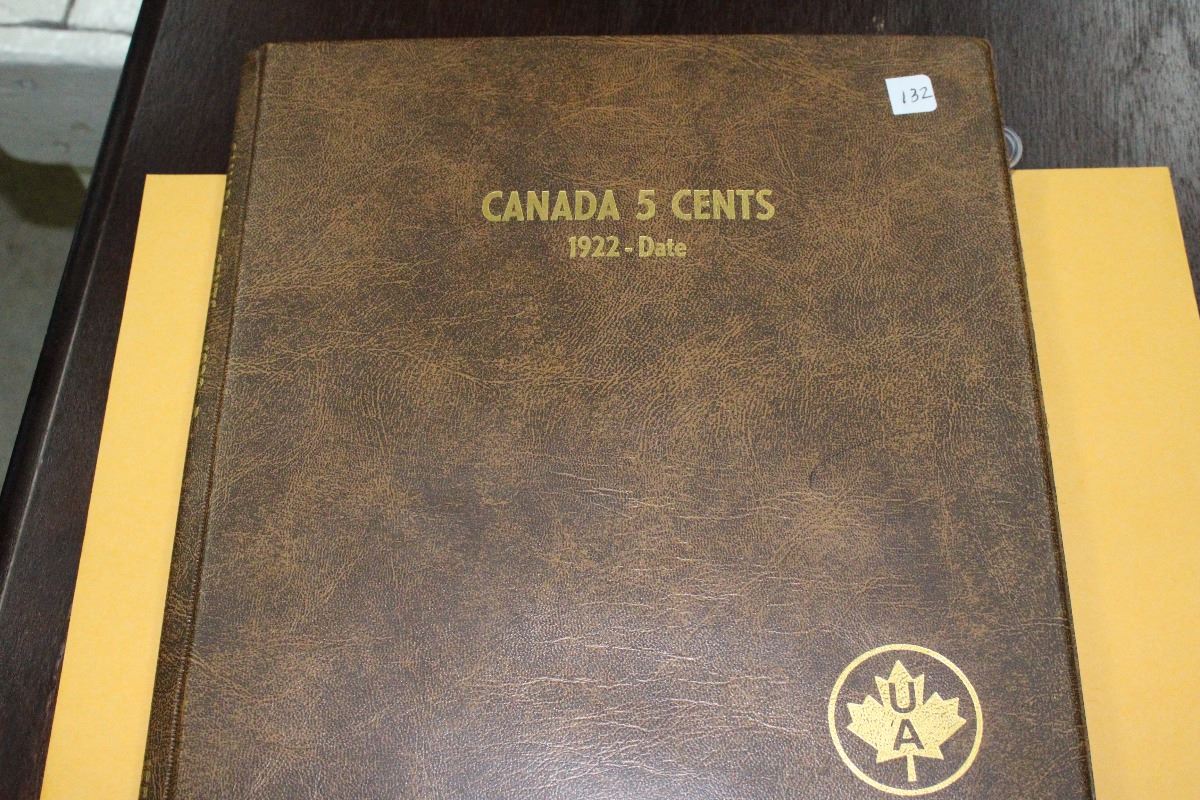 132
CANADA 5 CENTS
1922 - Date
U
A